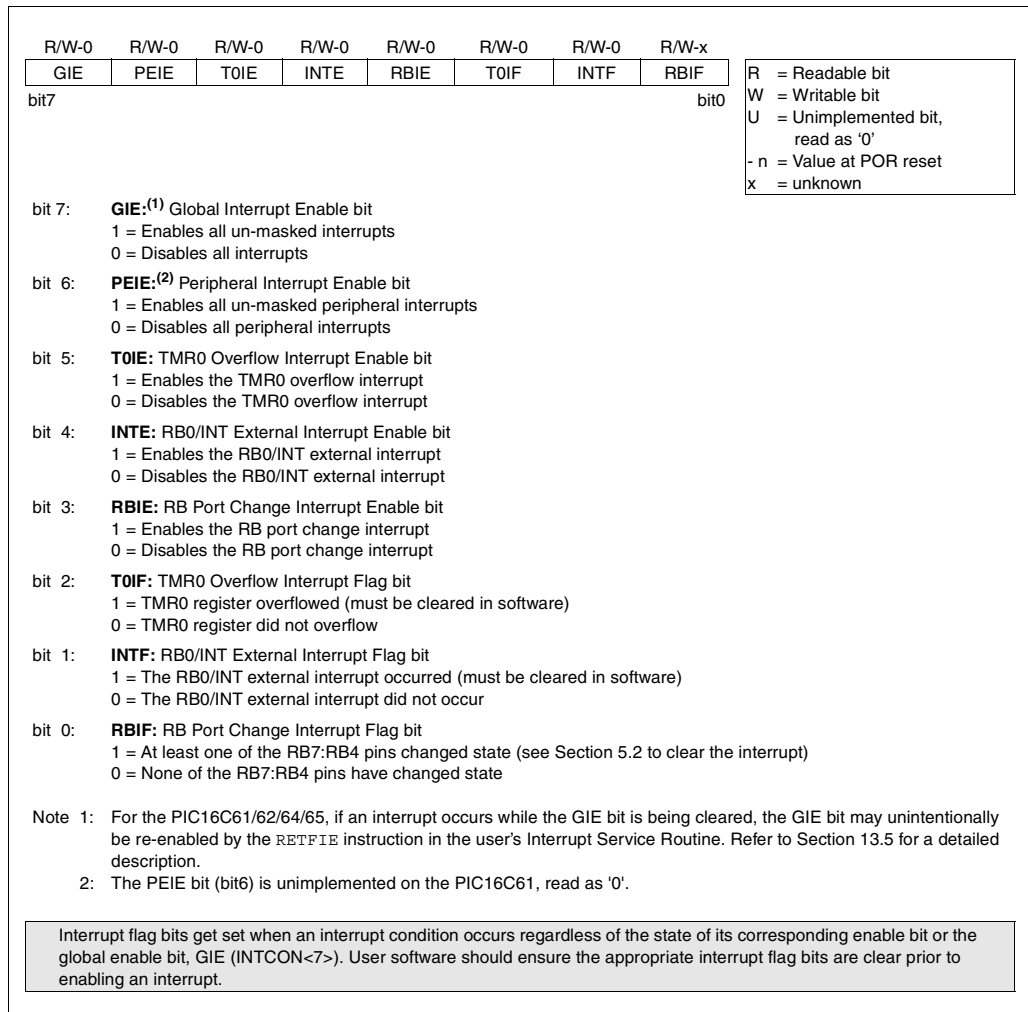 R/W-0 R/W-0 R/W-0 R/W-0 R/W-0 R/W-0 R/W-0 R/W-x
GIE PEIE T0IE INTE RBIE T0IF INTF RBIF
bit7 bit0
R = Readable bit
W = Writable bit
U = Unimplemented bit,
read as ‘0’
- n = Value at POR reset
x = unknown
bit 7: GIE:(1) Global Interrupt Enable bit
1 = Enables all un-masked interrupts
0 = Disables all interrupts
bit 6: PEIE:(2) Peripheral Interrupt Enable bit
1 = Enables all un-masked peripheral interrupts
0 = Disables all peripheral interrupts
bit 5: T0IE: TMR0 Overflow Interrupt Enable bit
1 = Enables the TMR0 overflow interrupt
0 = Disables the TMR0 overflow interrupt
bit 4: INTE: RB0/INT External Interrupt Enable bit
1 = Enables the RB0/INT external interrupt
0 = Disables the RB0/INT external interrupt
bit 3: RBIE: RB Port Change Interrupt Enable bit
1 = Enables the RB port change interrupt
0 = Disables the RB port change interrupt
bit 2: T0IF: TMR0 Overflow Interrupt Flag bit
1 = TMR0 register overflowed (must be cleared in software)
0 = TMR0 register did not overflow
bit 1: INTF: RB0/INT External Interrupt Flag bit
1 = The RB0/INT external interrupt occurred (must be cleared in software)
0 = The RB0/INT external interrupt did not occur
bit 0: RBIF: RB Port Change Interrupt Flag bit
1 = At least one of the RB7:RB4 pins changed state (see Section 5.2 to clear the interrupt)
0 = None of the RB7:RB4 pins have changed state
Note 1: For the PIC16C61/62/64/65, if an interrupt occurs while the GIE bit is being cleared, the GIE bit may unintentionally
be re-enabled by the RETFIE instruction in the user's Interrupt Service Routine. Refer to Section 13.5 for a detailed
description.
2: The PEIE bit (bit6) is unimplemented on the PIC16C61, read as '0'.
Interrupt flag bits get set when an interrupt condition occurs regardless of the state of its corresponding enable bit or the
global enable bit, GIE (INTCON<7>). User software should ensure the appropriate interrupt flag bits are clear prior to
enabling an interrupt.